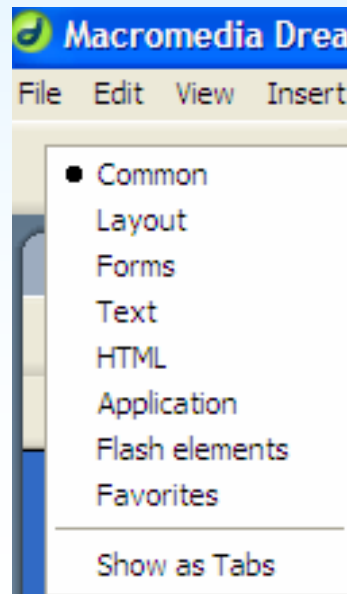 Macromedia Drea
File Edit View Insert
Common
Layout
Forms
Text
HTML
Application
Flash elements
Favorites
Show as Tabs